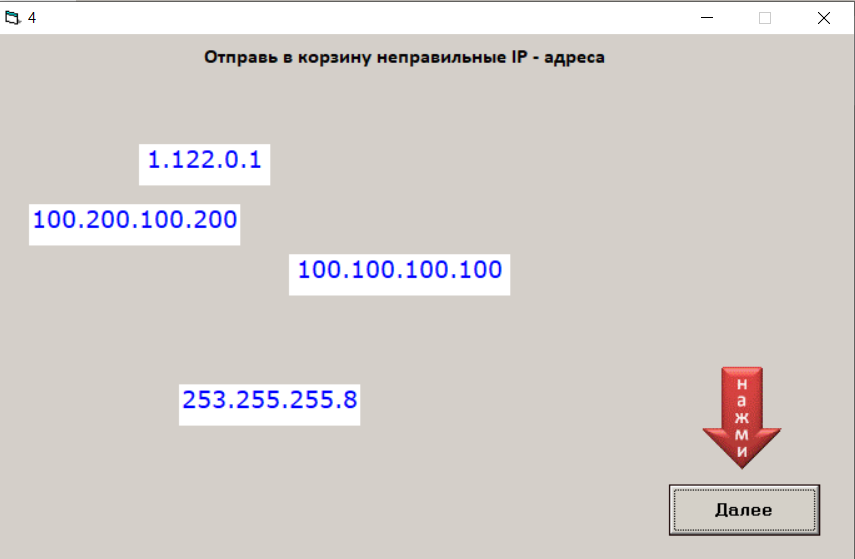 4
Отправь в корзину неправильные IP - адреса
1.122.0.1
100.200.100.200
100.100.100.100
253.255.255.8
нажми
Далее